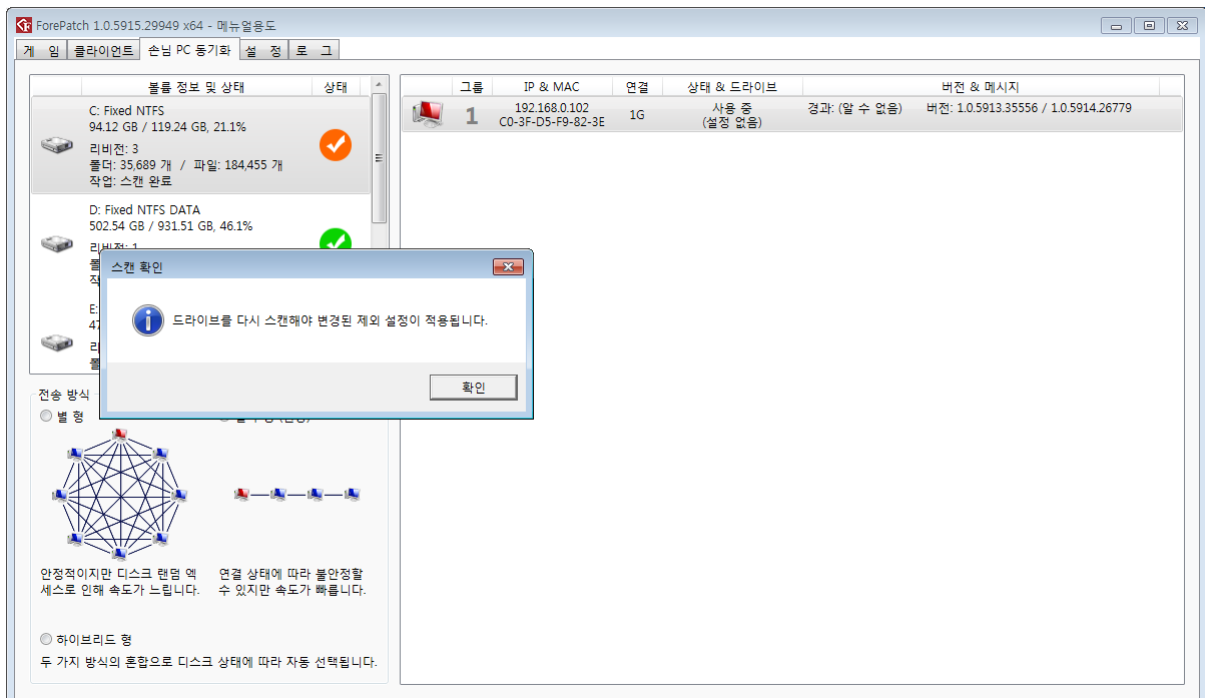 ForePatch 1.0.5915.29949 x64 - 메뉴얼용도
게 임 클라이언트 손님 PC 동기화 설 정 로 그
볼륨 정보 및 상태 상태
C: Fixed NTFS
94.12 GB / 119.24 GB, 21.1%
리비전: 3
폴더: 35,689 개 / 파일: 184,455 개
작업: 스캔 완료
D: Fixed NTFS DATA
502.54 GB / 931.51 GB, 46.1%
리비전: 1
E:
47
그룹 IP & MAC 연결 상태 & 드라이브 버전 & 메시지
1 192.168.0.102 1G 사용 중 경과: (알 수 없음) 버전: 1.0.5913.35556 / 1.0.5914.26779
C0-3F-D5-F9-82-3E (설정 없음)
스캔 확인
드라이브를 다시 스캔해야 변경된 제외 설정이 적용됩니다.
확인
전송 방식
별 형
안정적이지만 디스크 랜덤 엑
세스로 인해 속도가 느립니다.
연결 상태에 따라 불안정할
수 있지만 속도가 빠릅니다.
하이브리드 형
두 가지 방식의 혼합으로 디스크 상태에 따라 자동 선택됩니다.